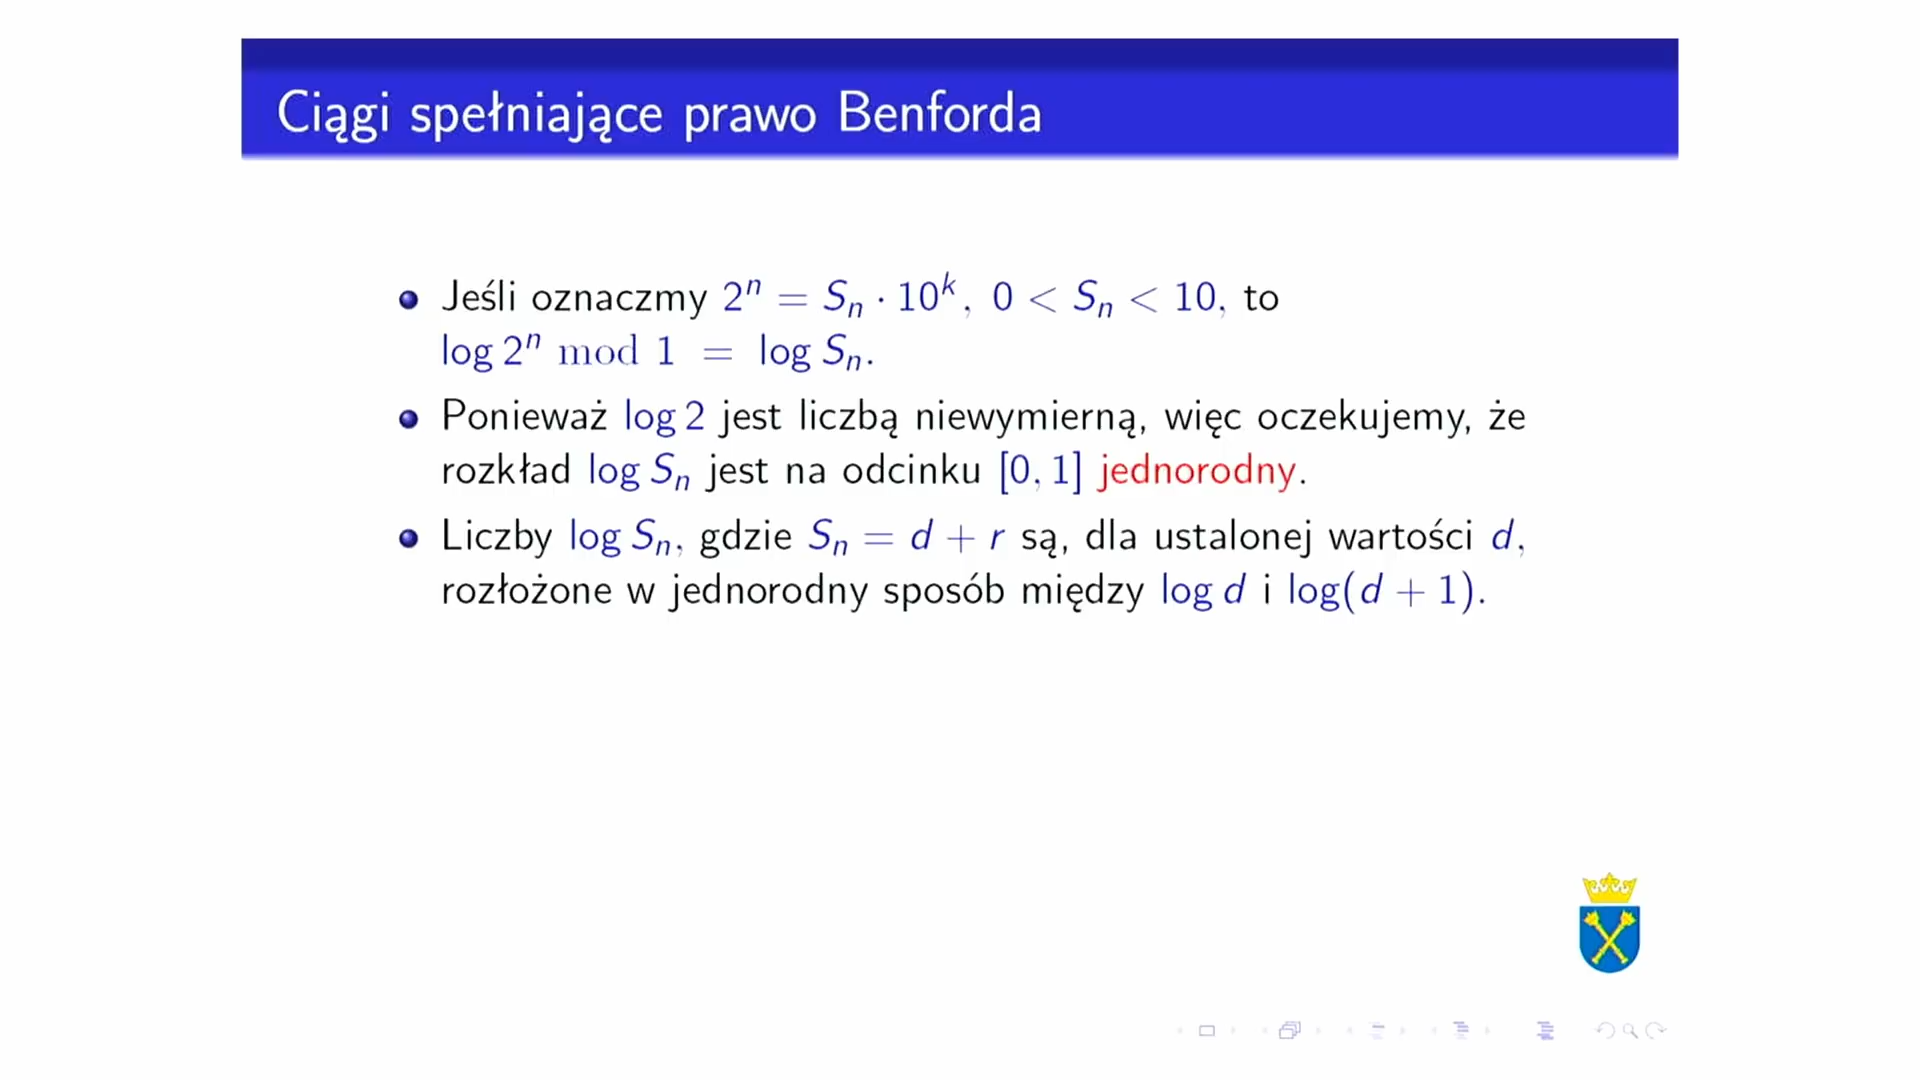 Ciągi spełniające prawo Benforda
Jeśli oznaczmy 2ⁿ = Sₙ · 10ᵏ, 0 < Sₙ < 10, to
log 2ⁿ mod 1 = log Sₙ.
Ponieważ log 2 jest liczbą niewymierną, więc oczekujemy, że
rozkład log Sₙ jest na odcinku [0, 1] jednorodny.
Liczby log Sₙ, gdzie Sₙ = d + r są, dla ustalonej wartości d,
rozłożone w jednorodny sposób między log d i log(d + 1).